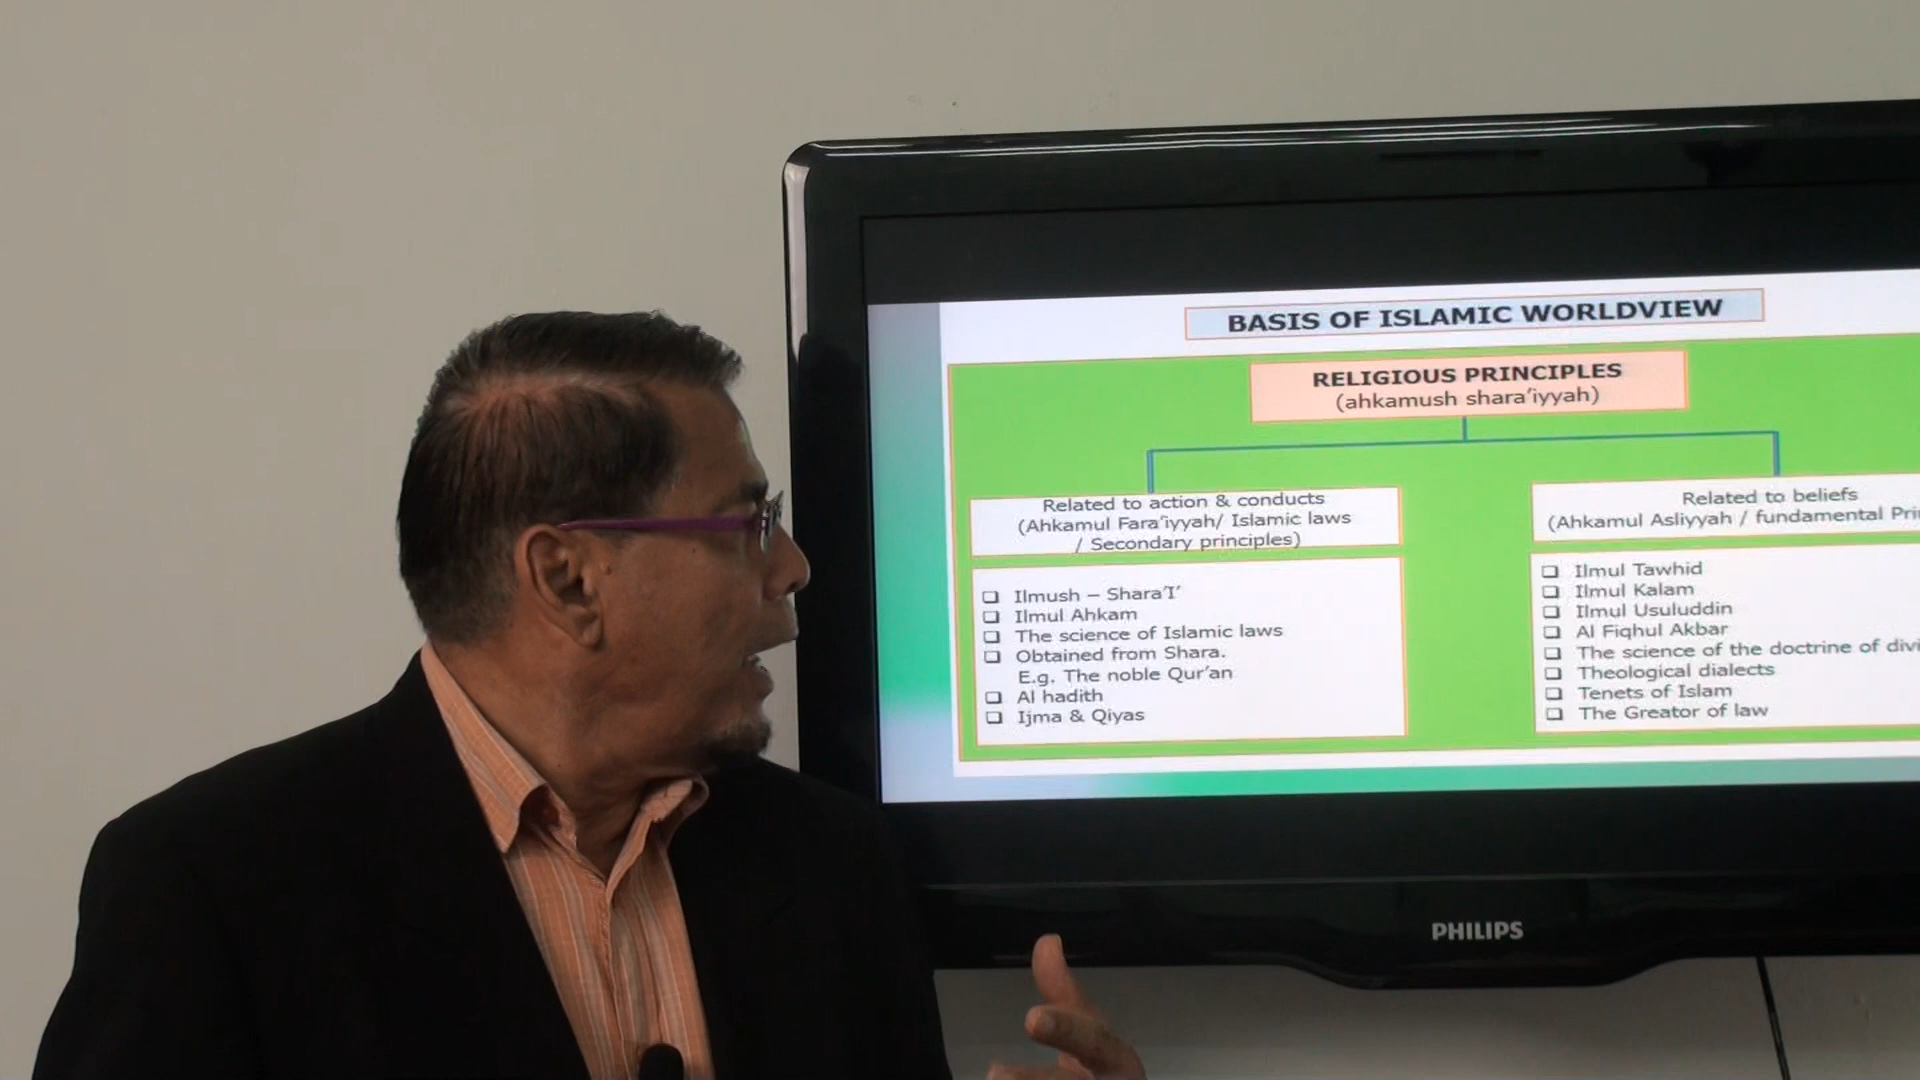 BASIS OF ISLAMIC WORLDVIEW
RELIGIOUS PRINCIPLES
(ahkamush shara'iyyah)
Related to action & conducts
(Ahkamul Fara'iyyah/ Islamic laws
/ Secondary principles)
❑ Ilmush – Shara'I'
❑ Ilmul Ahkam
❑ The science of Islamic laws
❑ Obtained from Shara.
E.g. The noble Qur'an
❑ Al hadith
❑ Ijma & Qiyas
Related to beliefs
(Ahkamul Asliyyah / fundamental
❑ Ilmul Tawhid
❑ Ilmul Kalam
❑ Ilmul Usuluddin
❑ Al Fiqhul Akbar
❑ The science of the doctrine of
❑ Theological dialects
❑ Tenets of Islam
❑ The Greator of law
PHILIPS